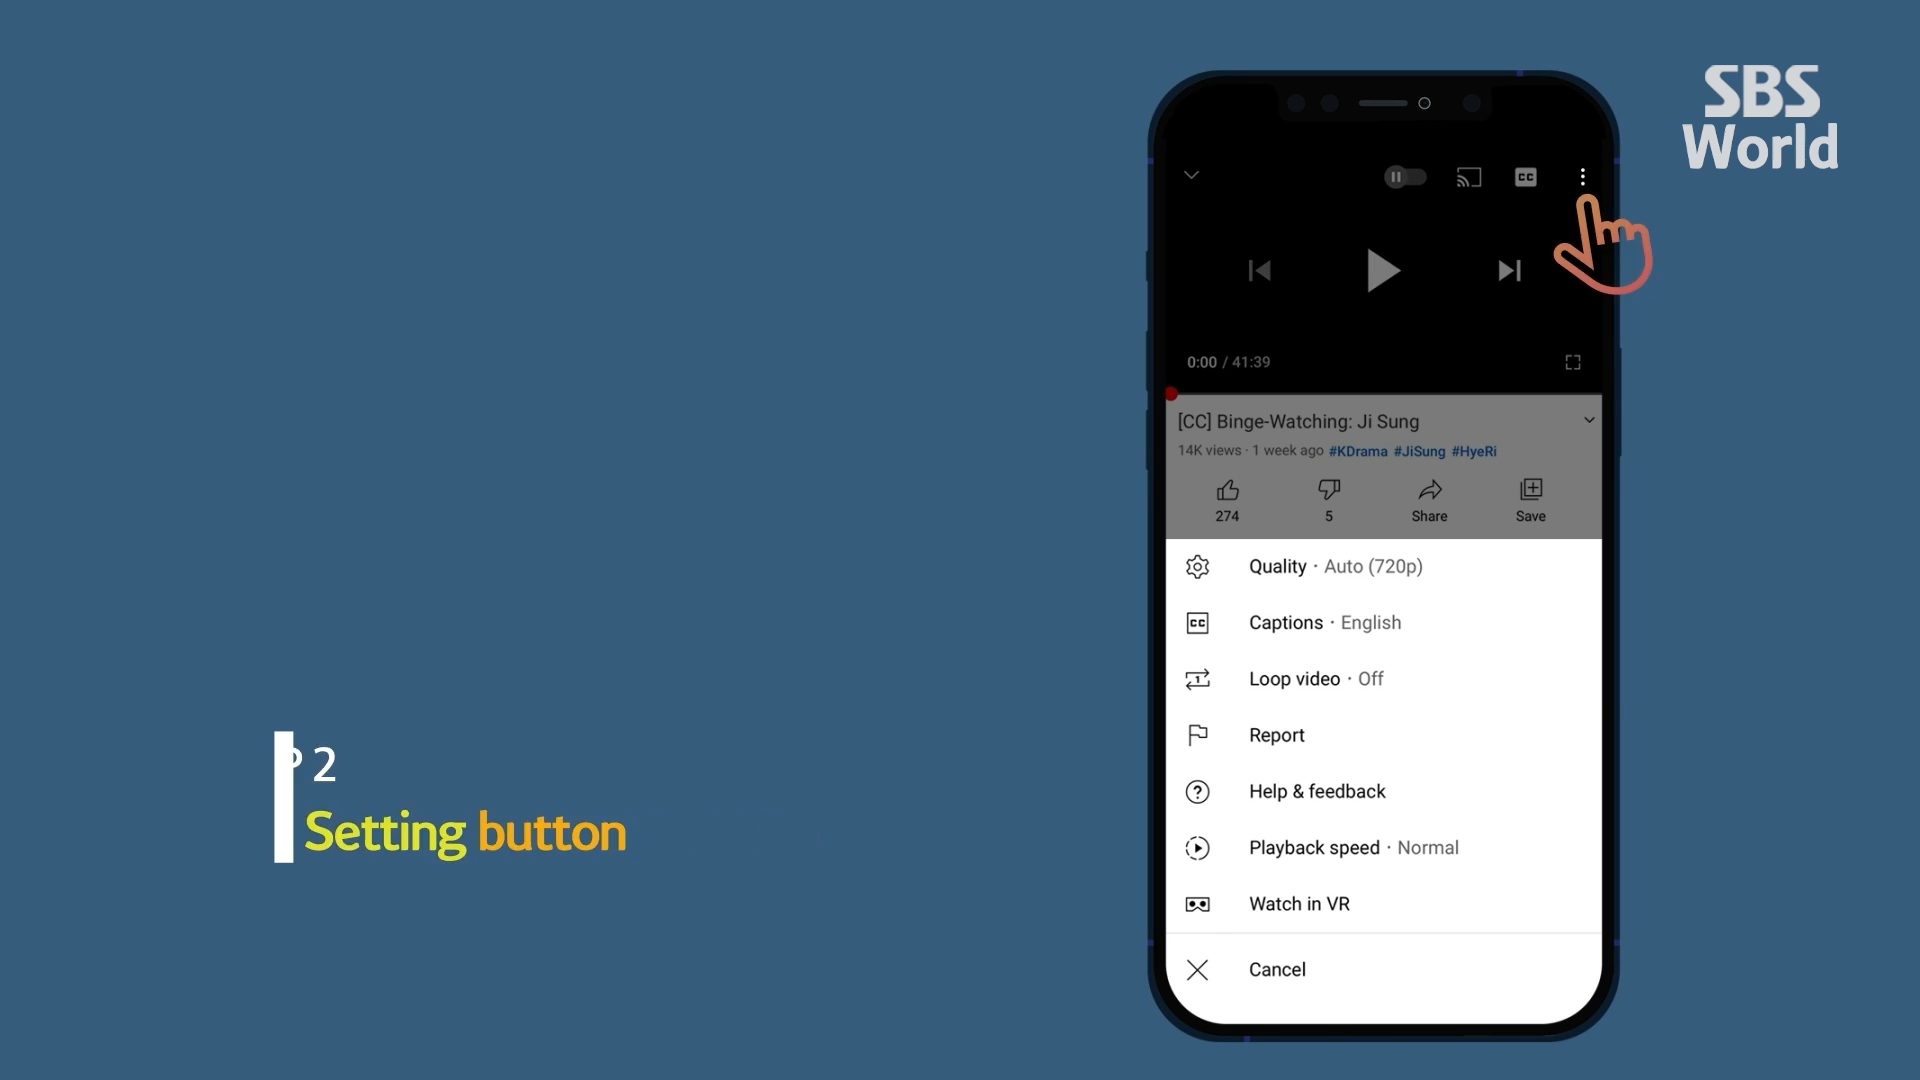 SBS
World
0:00 / 41:39
[CC] Binge-Watching: Ji Sung
14K views · 1 week ago #KDrama #JiSung #HyeRi
274 5 Share Save
Quality · Auto (720p)
Captions · English
Loop video · Off
Report
Help & feedback
Playback speed · Normal
Watch in VR
Cancel
P 2
Setting button